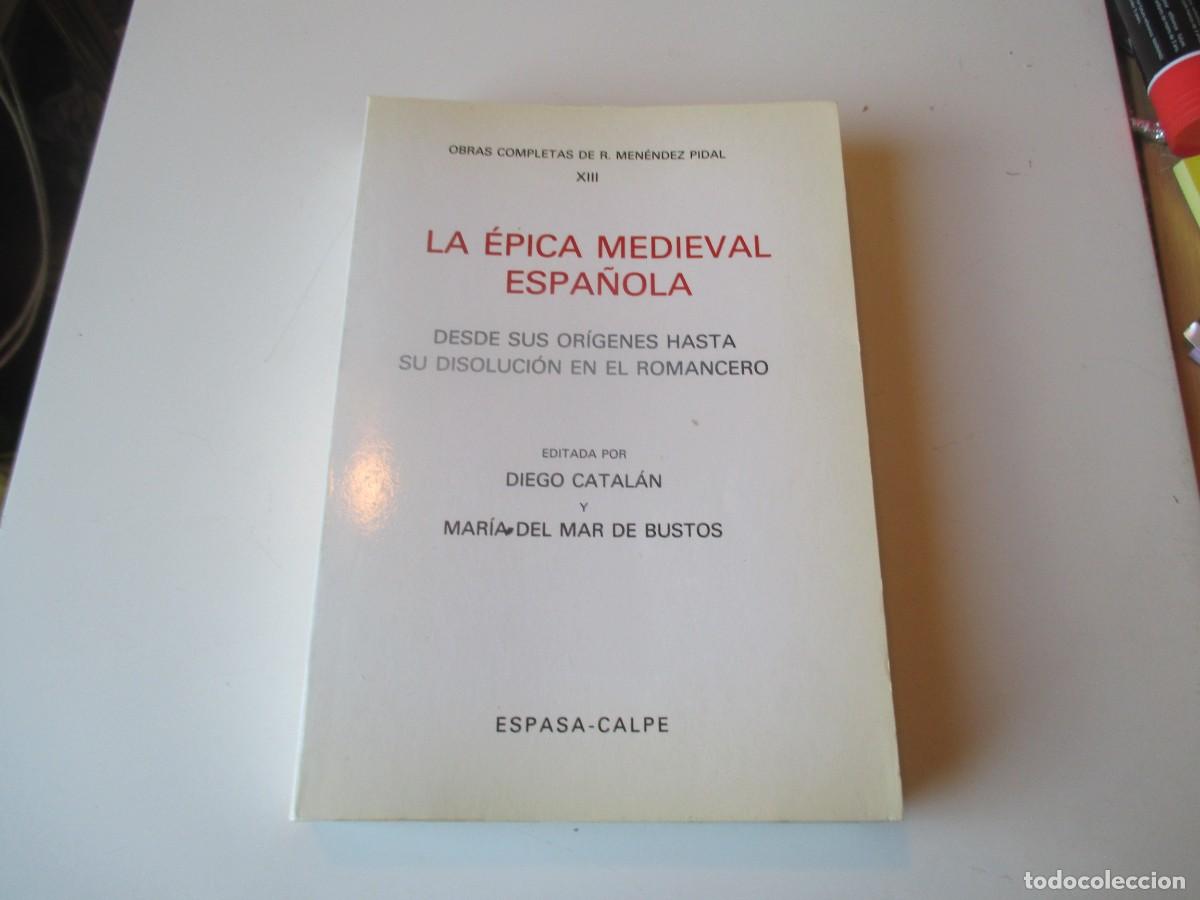 OBRAS COMPLETAS DE R. MENÉNDEZ PIDAL
XIII
LA ÉPICA MEDIEVAL
ESPAÑOLA
DESDE SUS ORÍGENES HASTA
SU DISOLUCIÓN EN EL ROMANCERO
EDITADA POR
DIEGO CATALÁN
Y
MARÍA DEL MAR DE BUSTOS
ESPASA-CALPE
todocoleccion